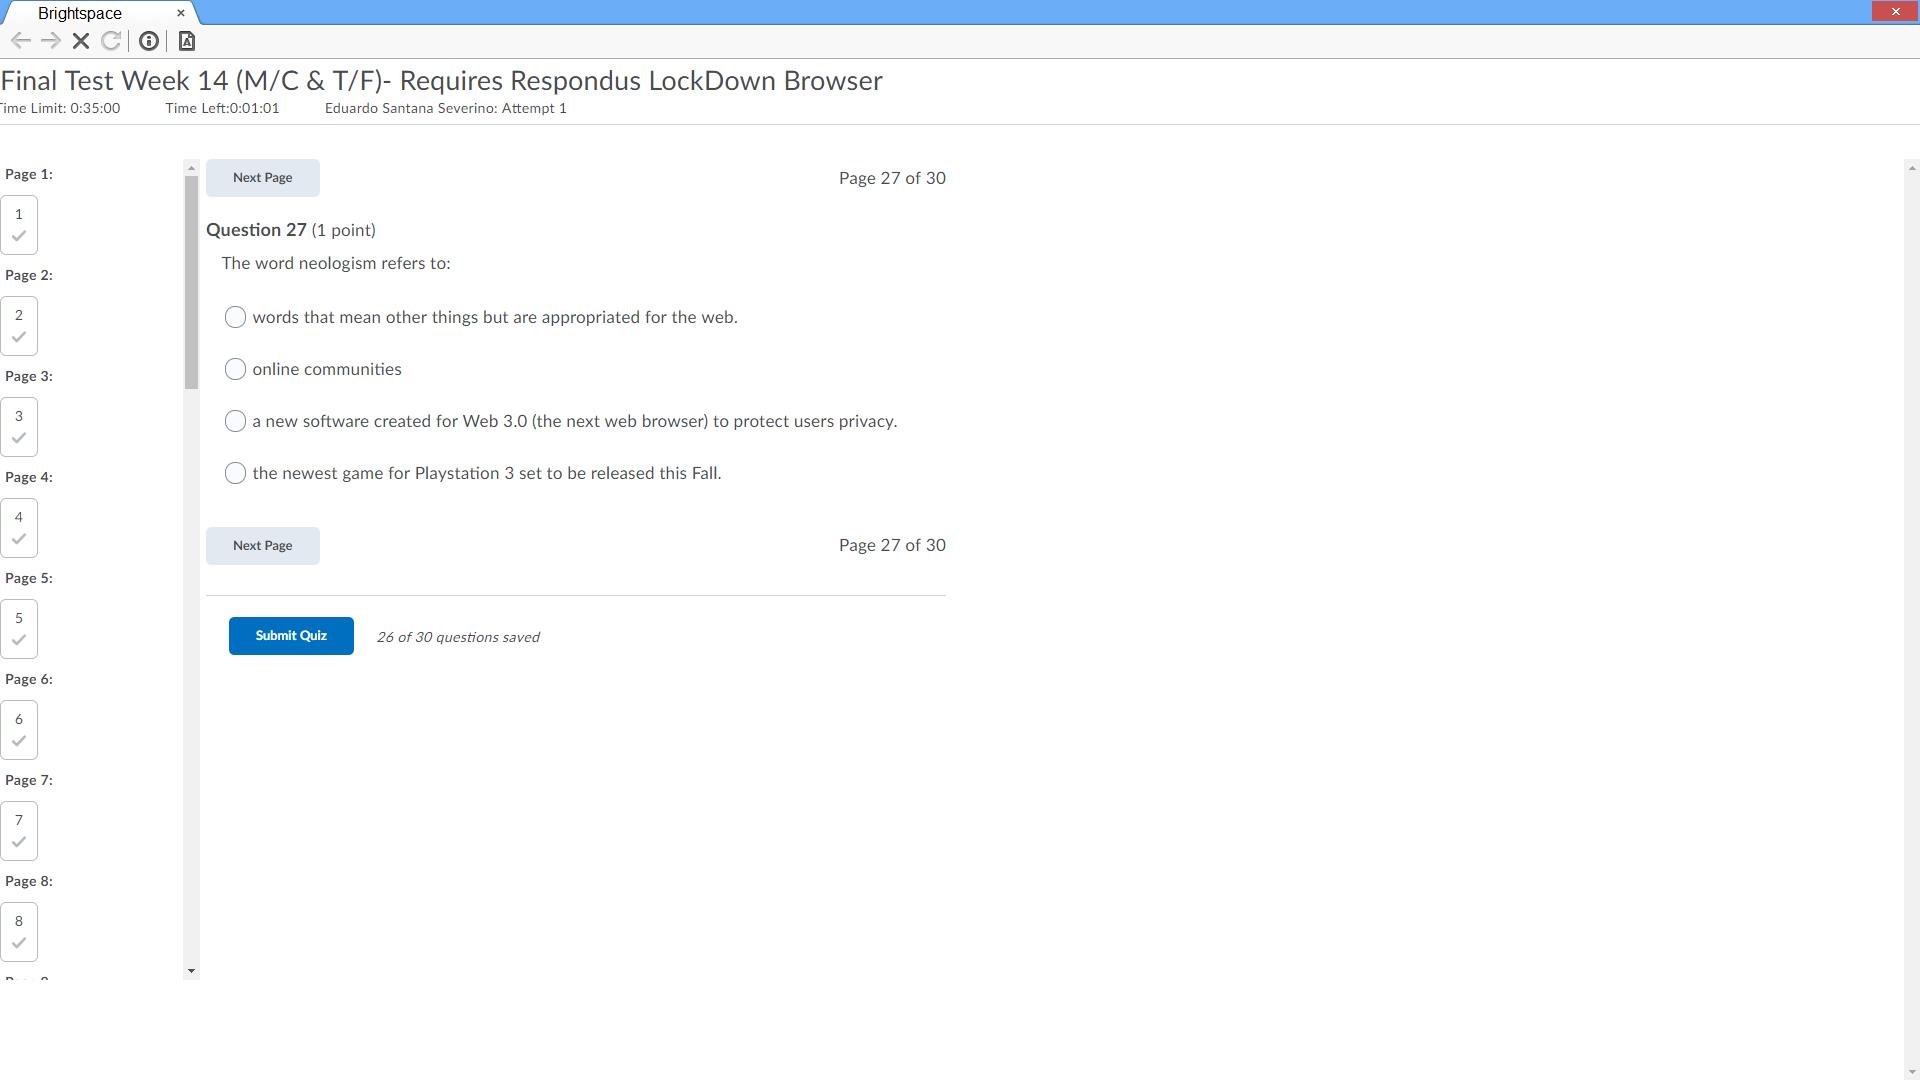 Brightspace
Final Test Week 14 (M/C & T/F)- Requires Respondus LockDown Browser
Time Limit: 0:35:00 Time Left:0:01:01 Eduardo Santana Severino: Attempt 1
Page 1:
1
Page 2:
2
Page 3:
3
Page 4:
4
Page 5:
5
Page 6:
6
Page 7:
7
Page 8:
8
Next Page Page 27 of 30
Question 27 (1 point)
The word neologism refers to:
words that mean other things but are appropriated for the web.
online communities
a new software created for Web 3.0 (the next web browser) to protect users privacy.
the newest game for Playstation 3 set to be released this Fall.
Next Page Page 27 of 30
Submit Quiz 26 of 30 questions saved